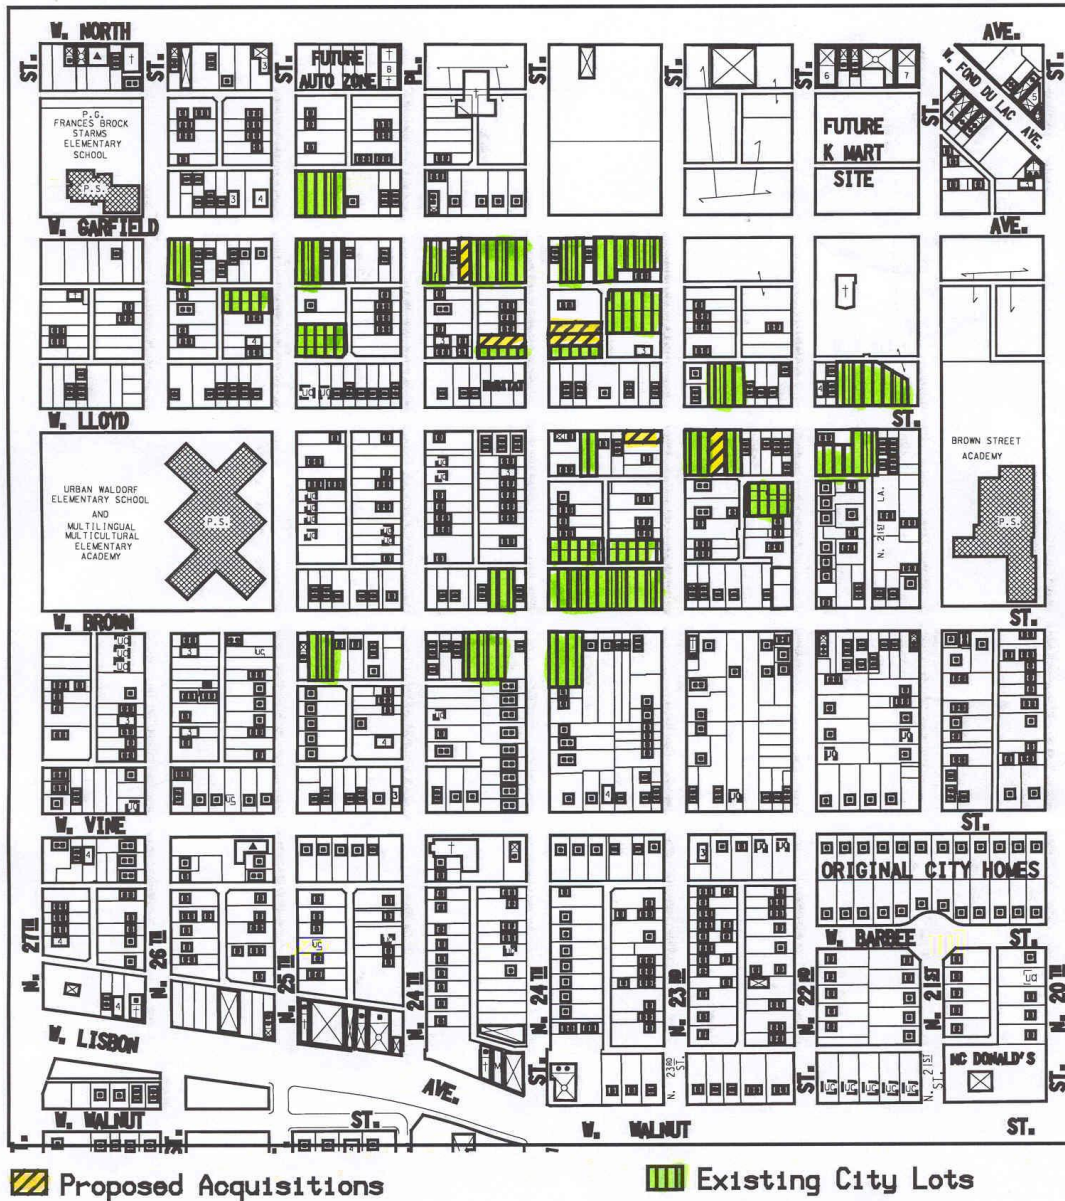 W. NORTH AVE.
ST. ST. ST. PL. ST. ST. ST. ST. ST.
W. FOND DU LAC AVE.
FUTURE
AUTO ZONE
P.G.
FRANCES BROCK
STARMS
ELEMENTARY
SCHOOL
P.S.
FUTURE
K MART
SITE
W. GARFIELD AVE.
HABITAT
W. LLOYD ST.
URBAN WALDORF
ELEMENTARY SCHOOL
AND
MULTILINGUAL
MULTICULTURAL
ELEMENTARY
ACADEMY
P.S.
N. 21ST LA.
BROWN STREET
ACADEMY
P.S.
W. BROWN ST.
W. VINE ST.
ORIGINAL CITY HOMES
W. BARBEE ST.
N. 27TH
N. 26TH
N. 25TH
N. 24TH
N. 24TH
N. 23RD
N. 22RD
N. 21ST
N. 20TH
W. LISBON AVE.
ST. ST. ST.
N. 23RD ST.
N. 21ST ST.
MC DONALD'S
W. WALNUT ST.
W. WALNUT ST.
Proposed Acquisitions
Existing City Lots